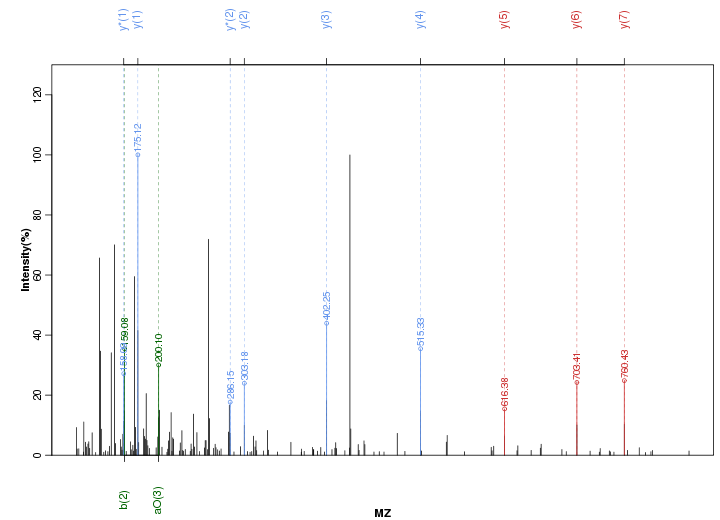 y*(1)
y(1)
y*(2)
y(2)
y(3)
y(4)
y(5)
y(6)
y(7)
Intensity(%)
0
20
40
60
80
100
120
159.08
175.12
200.10
286.15
303.18
402.25
515.33
616.38
703.41
760.43
b(2)
aO(3)
MZ